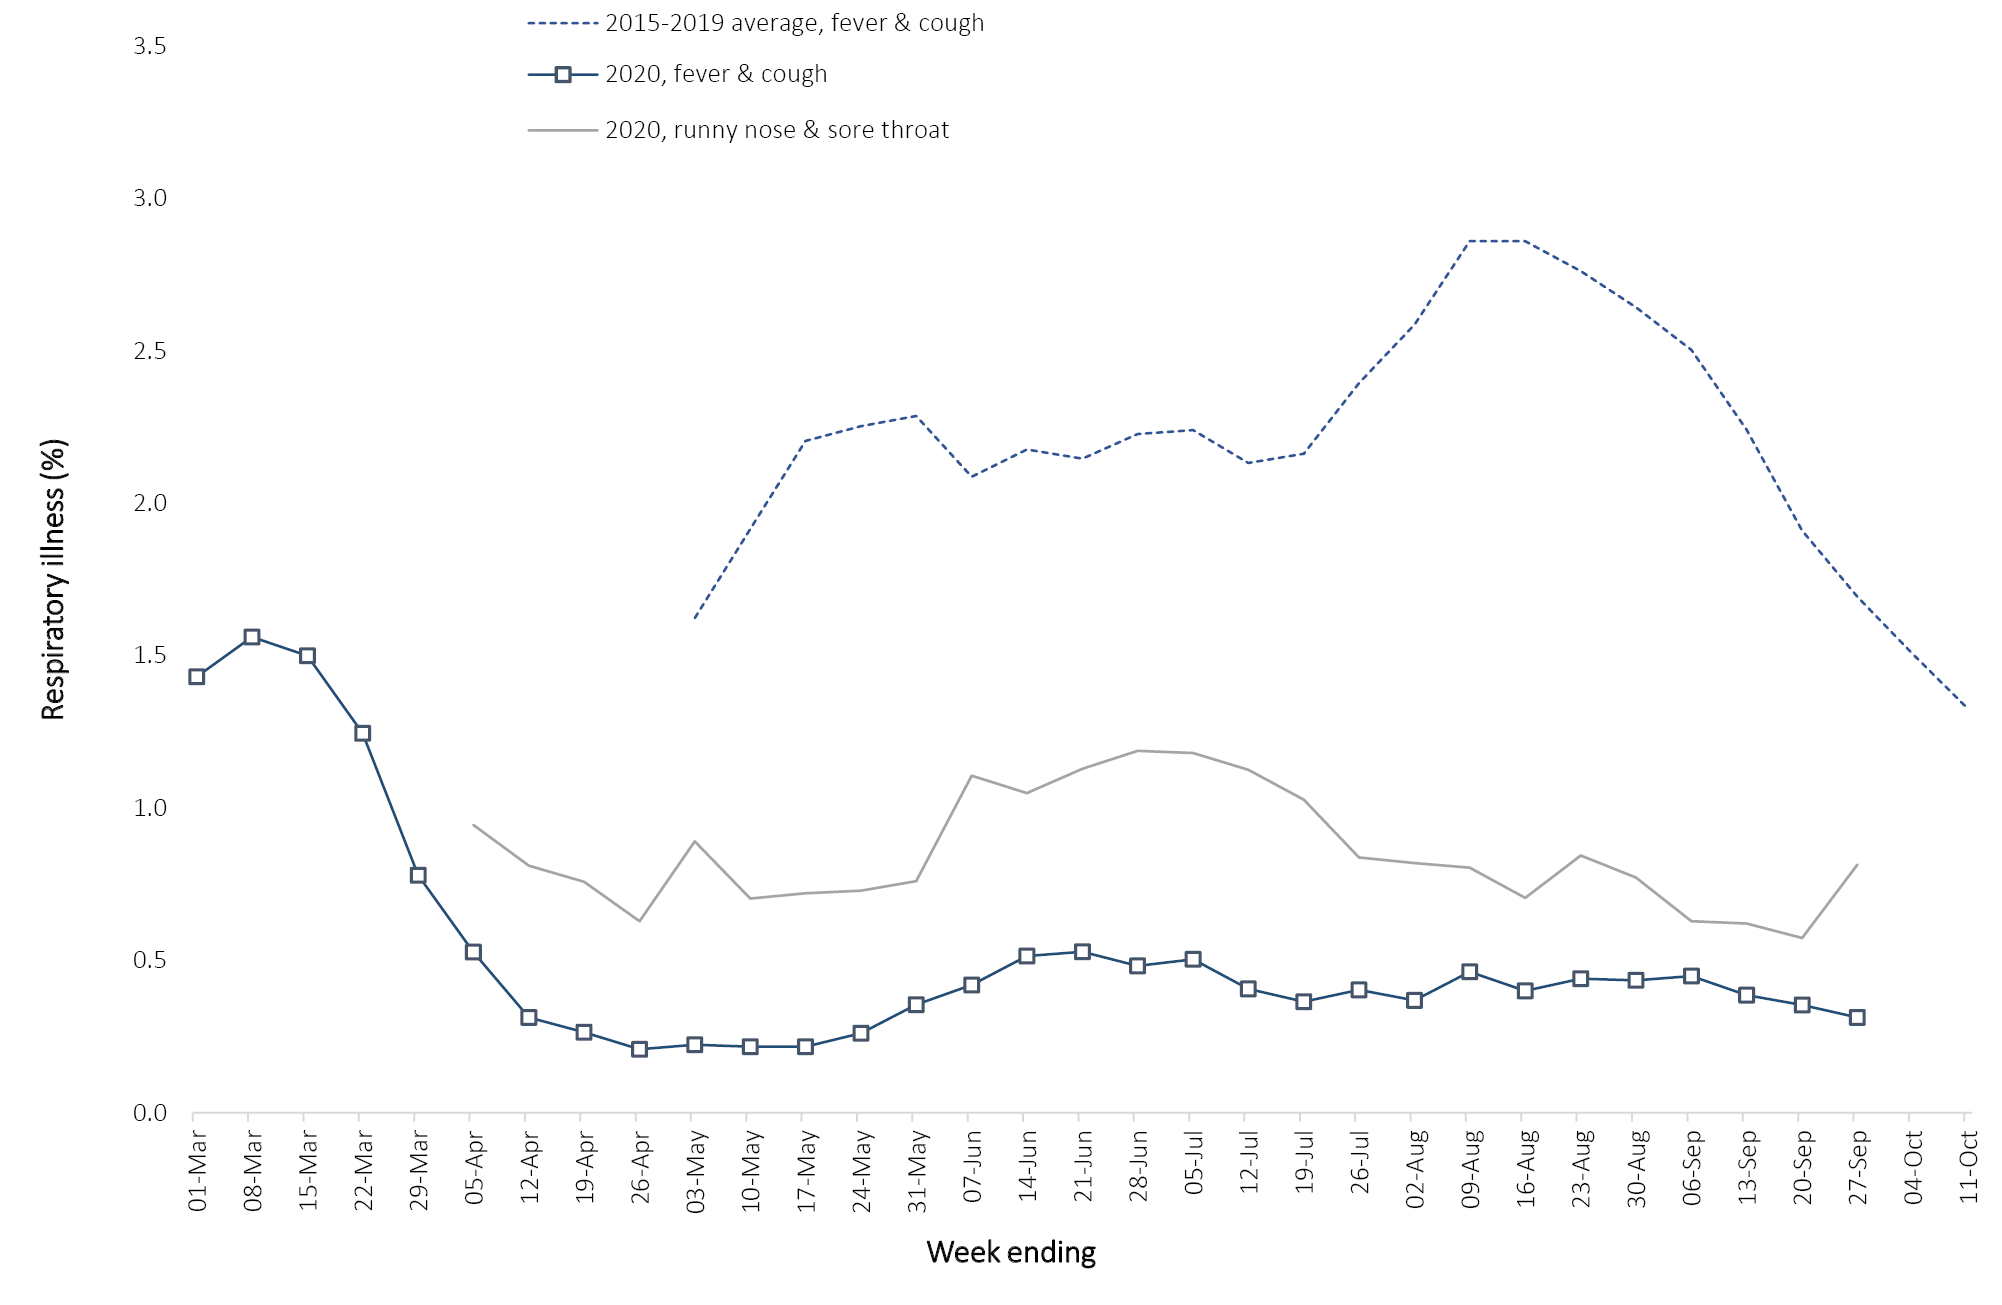 2015-2019 average, fever & cough
2020, fever & cough
2020, runny nose & sore throat
3.5
3.0
2.5
2.0
1.5
1.0
0.5
0.0
Respiratory illness (%)
01-Mar
08-Mar
15-Mar
22-Mar
29-Mar
05-Apr
12-Apr
19-Apr
26-Apr
03-May
10-May
17-May
24-May
31-May
07-Jun
14-Jun
21-Jun
28-Jun
05-Jul
12-Jul
19-Jul
26-Jul
02-Aug
09-Aug
16-Aug
23-Aug
30-Aug
06-Sep
13-Sep
20-Sep
27-Sep
04-Oct
11-Oct
Week ending